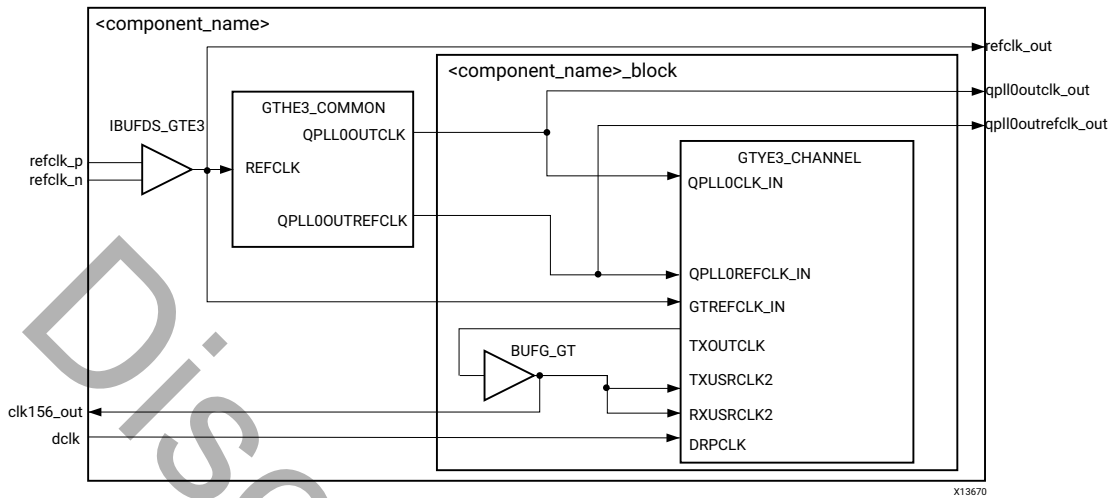 <component_name>
refclk_out
<component_name>_block
qpll0outclk_out
GTHE3_COMMON
IBUFDS_GTE3
QPLL0OUTCLK
qpll0outrefclk_out
GTYE3_CHANNEL
refclk_p
REFCLK
refclk_n
QPLL0CLK_IN
QPLL0OUTREFCLK
QPLL0REFCLK_IN
GTREFCLK_IN
BUFG_GT
TXOUTCLK
TXUSRCLK2
clk156_out
RXUSRCLK2
dclk
DRPCLK
X13670
Disc